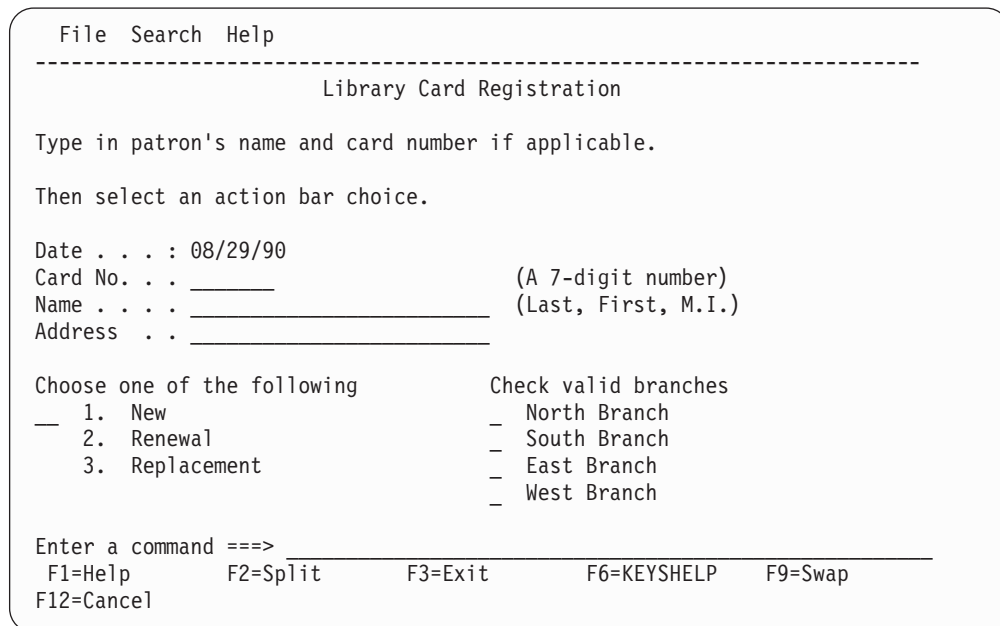 File Search Help
--------------------------------------------------------------------------
Library Card Registration
Type in patron's name and card number if applicable.
Then select an action bar choice.
Date . . . : 08/29/90
Card No. . . _______ (A 7-digit number)
Name . . . . _________________________ (Last, First, M.I.)
Address . . _________________________
Choose one of the following Check valid branches
__ 1. New _ North Branch
2. Renewal _ South Branch
3. Replacement _ East Branch
_ West Branch
Enter a command ===> ______________________________________________________
F1=Help F2=Split F3=Exit F6=KEYSHELP F9=Swap
F12=Cancel